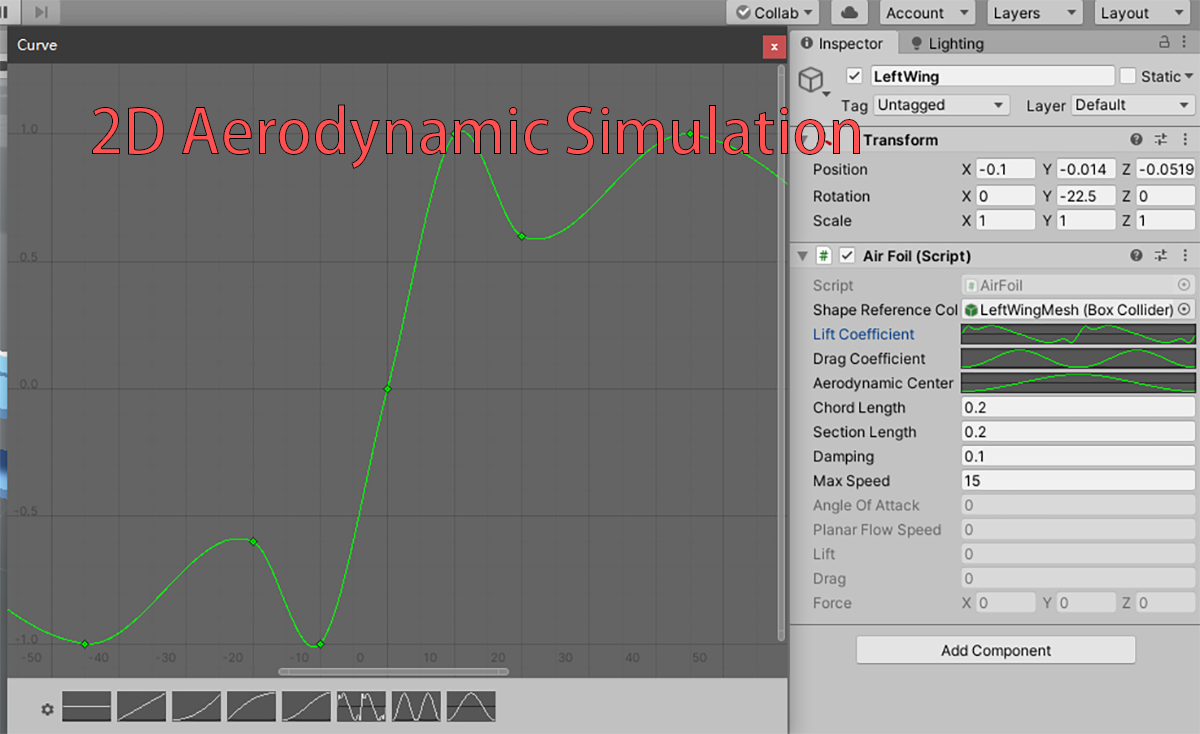 Collab
Account
Layers
Layout
Curve
x
2D Aerodynamic Simulation
1.0
0.5
0.0
-0.5
-1.0
-50 -40 -30 -20 -10 0 10 20 30 40 50
Inspector
Lighting
LeftWing
Static
Tag Untagged
Layer Default
Transform
Position X -0.1 Y -0.014 Z -0.0519
Rotation X 0 Y -22.5 Z 0
Scale X 1 Y 1 Z 1
# Air Foil (Script)
Script # AirFoil
Shape Reference Col LeftWingMesh (Box Collider)
Lift Coefficient
Drag Coefficient
Aerodynamic Center
Chord Length 0.2
Section Length 0.2
Damping 0.1
Max Speed 15
Angle Of Attack 0
Planar Flow Speed 0
Lift 0
Drag 0
Force X 0 Y 0 Z 0
Add Component